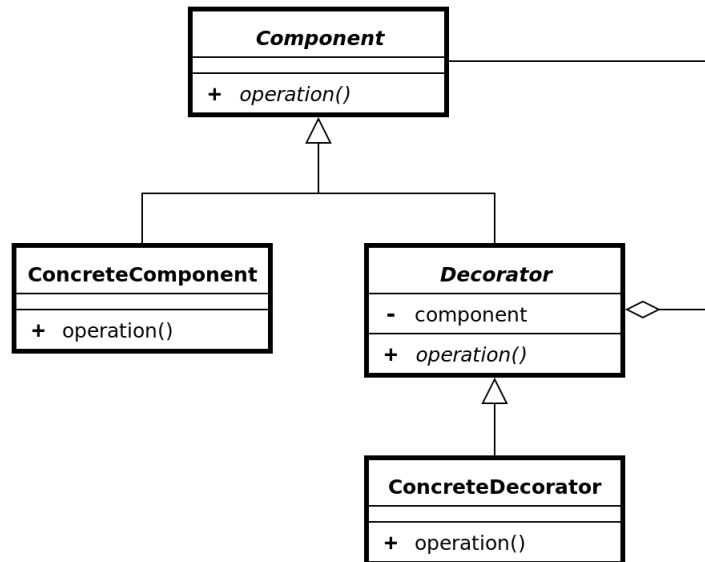 Component
+ operation()
ConcreteComponent
+ operation()
Decorator
- component
+ operation()
ConcreteDecorator
+ operation()